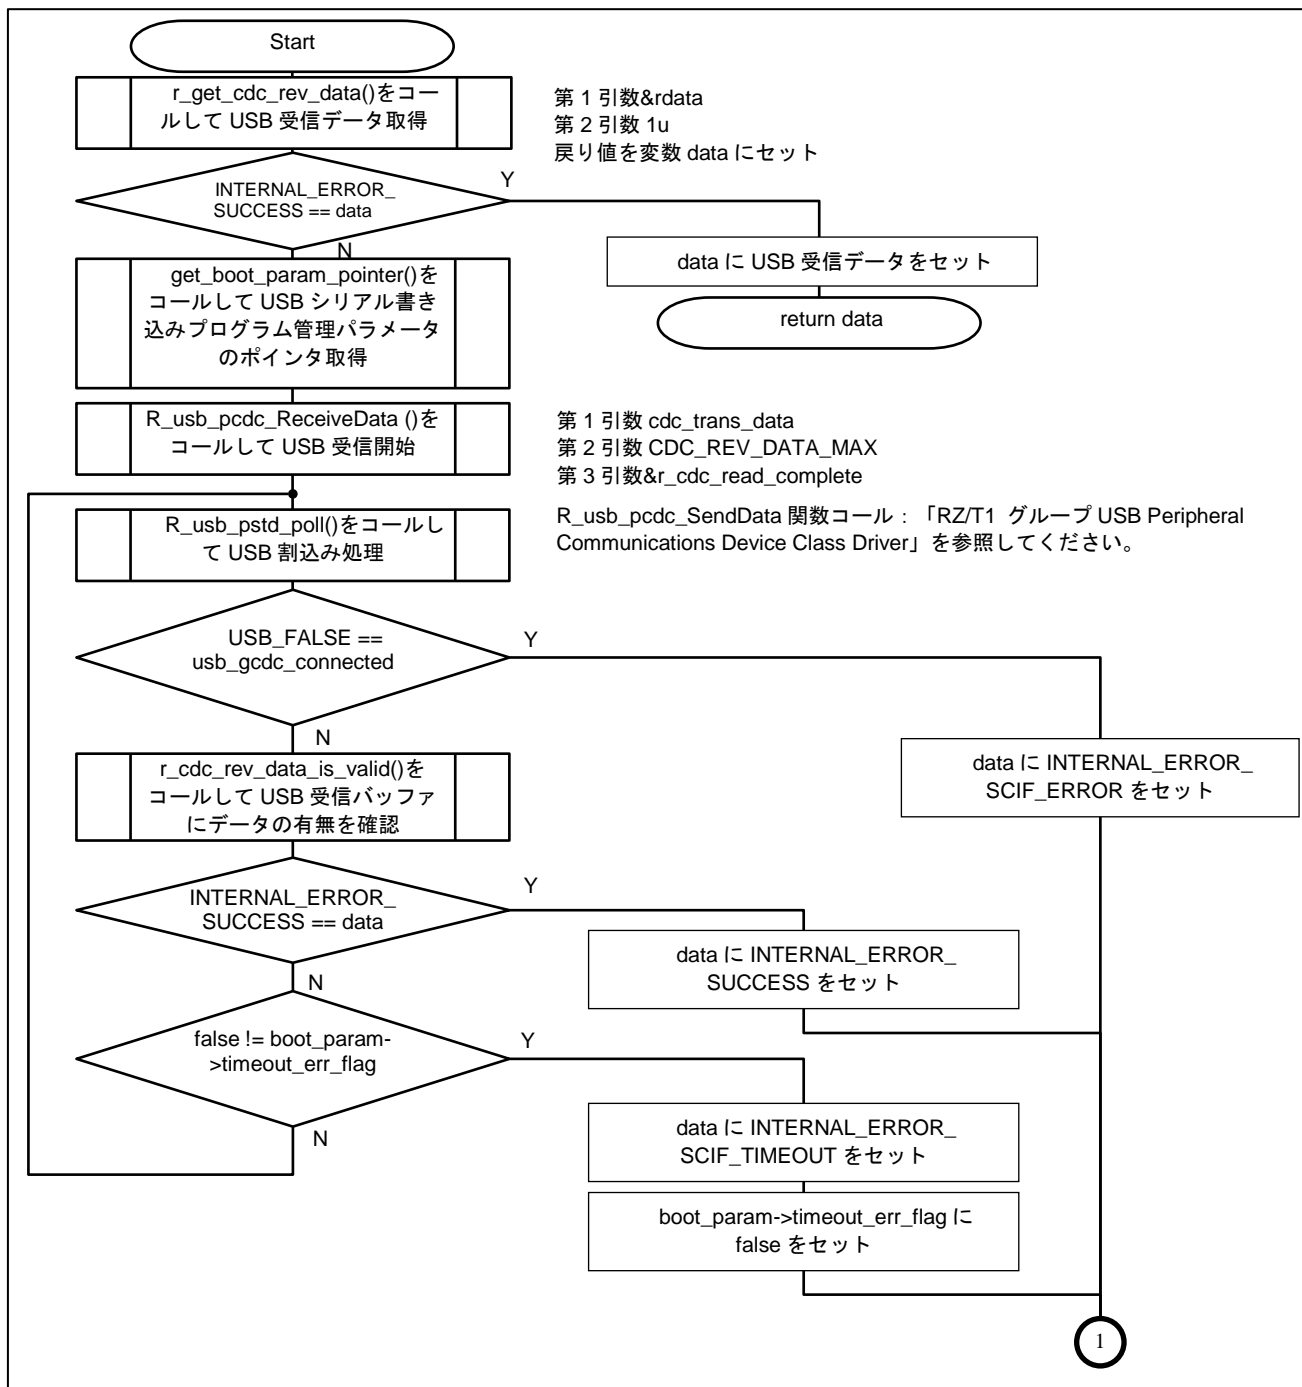 Start
r_get_cdc_rev_data()をコー
ルして USB 受信データ取得
第 1 引数&rdata
第 2 引数 1u
戻り値を変数 data にセット
INTERNAL_ERROR_
SUCCESS == data
Y
N
data に USB 受信データをセット
return data
get_boot_param_pointer()を
コールして USB シリアル書き
込みプログラム管理パラメータ
のポインタ取得
R_usb_pcdc_ReceiveData ()を
コールして USB 受信開始
第 1 引数 cdc_trans_data
第 2 引数 CDC_REV_DATA_MAX
第 3 引数&r_cdc_read_complete
R_usb_pstd_poll()をコールし
て USB 割込み処理
R_usb_pcdc_SendData 関数コール：「RZ/T1 グループ USB Peripheral
Communications Device Class Driver」を参照してください。
USB_FALSE ==
usb_gcdc_connected
Y
N
data に INTERNAL_ERROR_
SCIF_ERROR をセット
r_cdc_rev_data_is_valid()を
コールして USB 受信バッファ
にデータの有無を確認
INTERNAL_ERROR_
SUCCESS == data
Y
N
data に INTERNAL_ERROR_
SUCCESS をセット
false != boot_param-
>timeout_err_flag
Y
N
data に INTERNAL_ERROR_
SCIF_TIMEOUT をセット
boot_param->timeout_err_flag に
false をセット
1